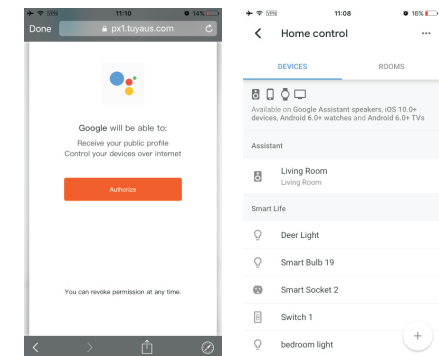 VPN
11:10
14%
Done
px1.tuyaus.com
Google will be able to:
Receive your public profile
Control your devices over internet
Authorize
You can revoke permission at any time.
VPN
11:08
16%
Home control
DEVICES
ROOMS
Available on Google Assistant speakers, iOS 10.0+
devices, Android 6.0+ watches and Android 6.0+ TVs
Assistant
Living Room
Living Room
Smart Life
Deer Light
Smart Bulb 19
Smart Socket 2
Switch 1
bedroom light